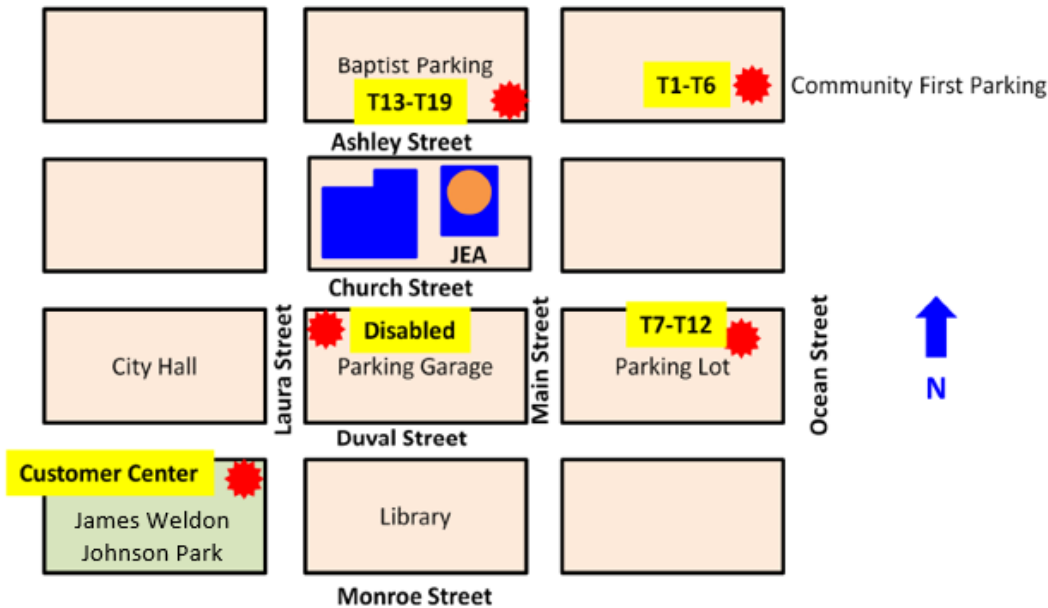 Baptist Parking
T13-T19
T1-T6
Community First Parking
Ashley Street
JEA
Church Street
Laura Street
Disabled
Main Street
T7-T12
Ocean Street
City Hall
Parking Garage
Parking Lot
N
Duval Street
Customer Center
James Weldon
Johnson Park
Library
Monroe Street